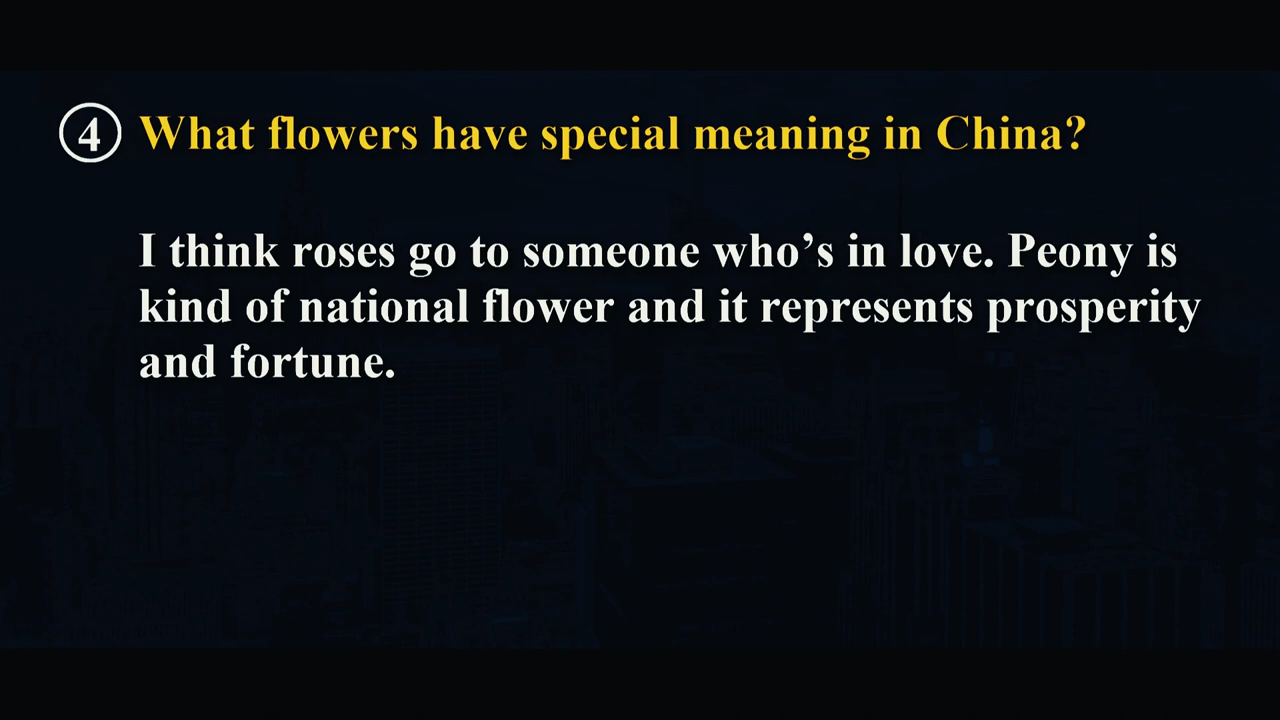 ④ What flowers have special meaning in China?
I think roses go to someone who’s in love. Peony is
kind of national flower and it represents prosperity
and fortune.